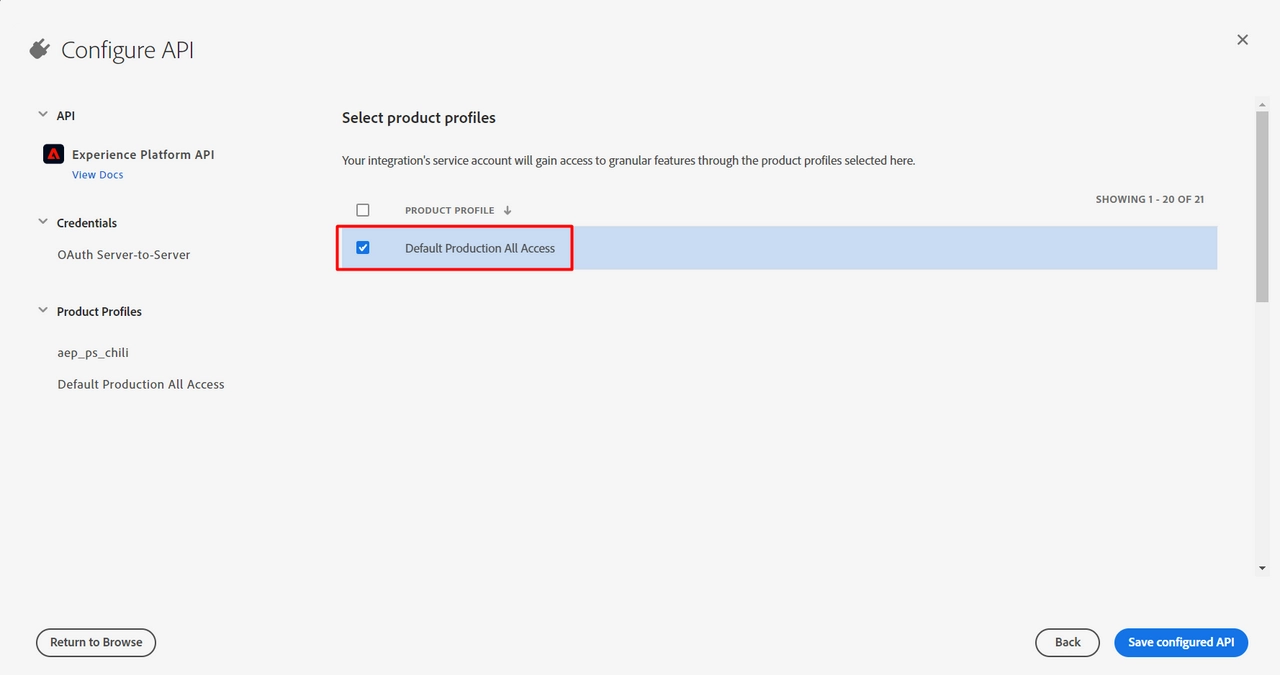 Configure API
API
Experience Platform API
View Docs
Credentials
OAuth Server-to-Server
Product Profiles
aep_ps_chili
Default Production All Access
Select product profiles
Your integration's service account will gain access to granular features through the product profiles selected here.
SHOWING 1 - 20 OF 21
PRODUCT PROFILE
Default Production All Access
Return to Browse
Back
Save configured API